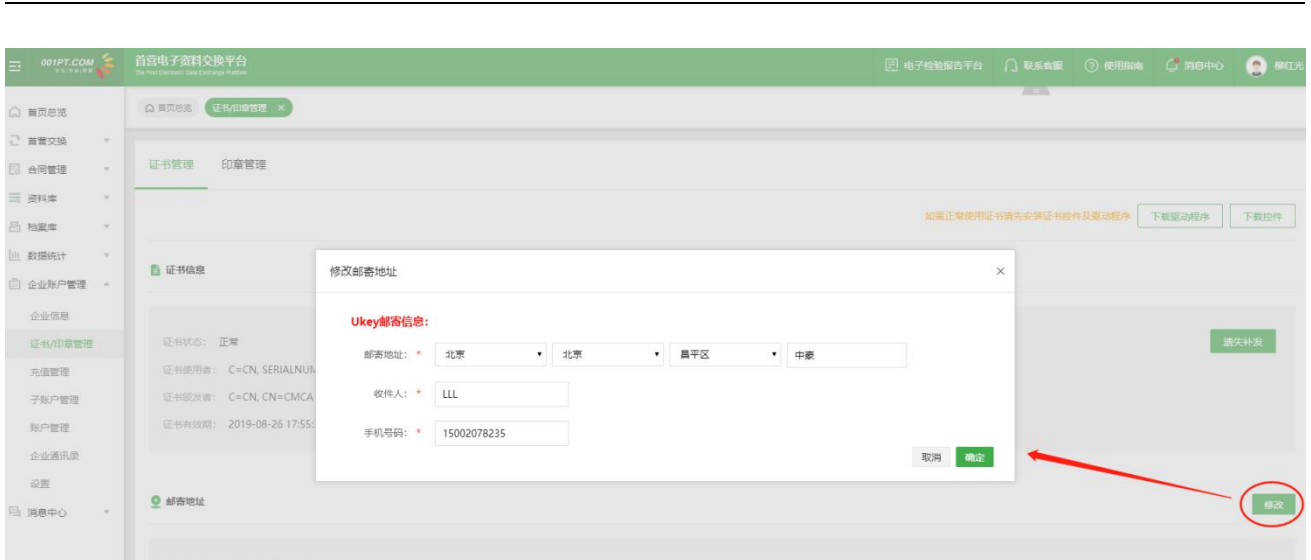 001PT.COM 首营电子资料交换平台 电子检验报告平台 联系客服 使用指南 消息中心 柳红光
The First Electronic Data Exchange Platform
首页总览
首页总览 证书/印章管理 ×
首营交换
合同管理
证书管理 印章管理
资料库
档案库
如需正常使用证书请先安装证书控件及驱动程序 下载驱动程序 下载控件
数据统计
证书信息
企业账户管理
修改邮寄地址 ×
企业信息
Ukey邮寄信息:
证书/印章管理
证书状态: 正常
遗失补发
邮寄地址: * 北京 北京 昌平区 中豪
充值管理
证书使用者: C=CN, SERIALNUM
子账户管理
证书颁发者: C=CN, CN=CMCA
收件人: * LLL
账户管理
证书有效期: 2019-08-26 17:55:
手机号码: * 15002078235
企业通讯录
取消 确定
设置
邮寄地址
修改
消息中心